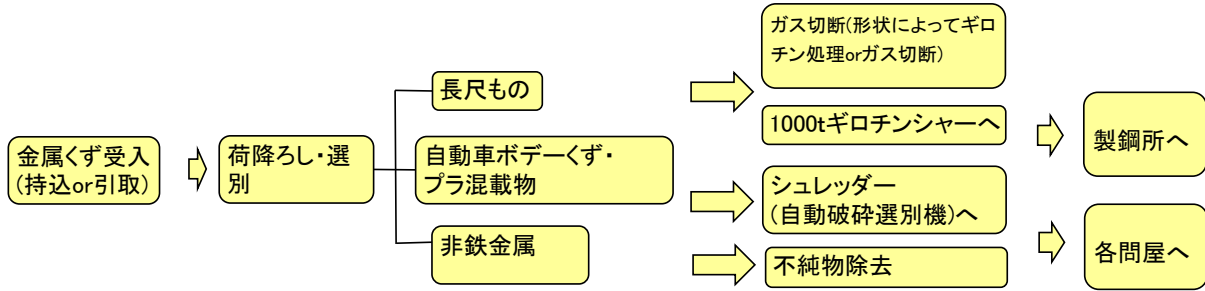 金属くず受入
(持込or引取)
荷降ろし・選
別
長尺もの
自動車ボデーくず・
プラ混載物
非鉄金属
ガス切断(形状によってギロ
チン処理orガス切断)
1000tギロチンシャーへ
シュレッダー
(自動破砕選別機)へ
不純物除去
製鋼所へ
各問屋へ